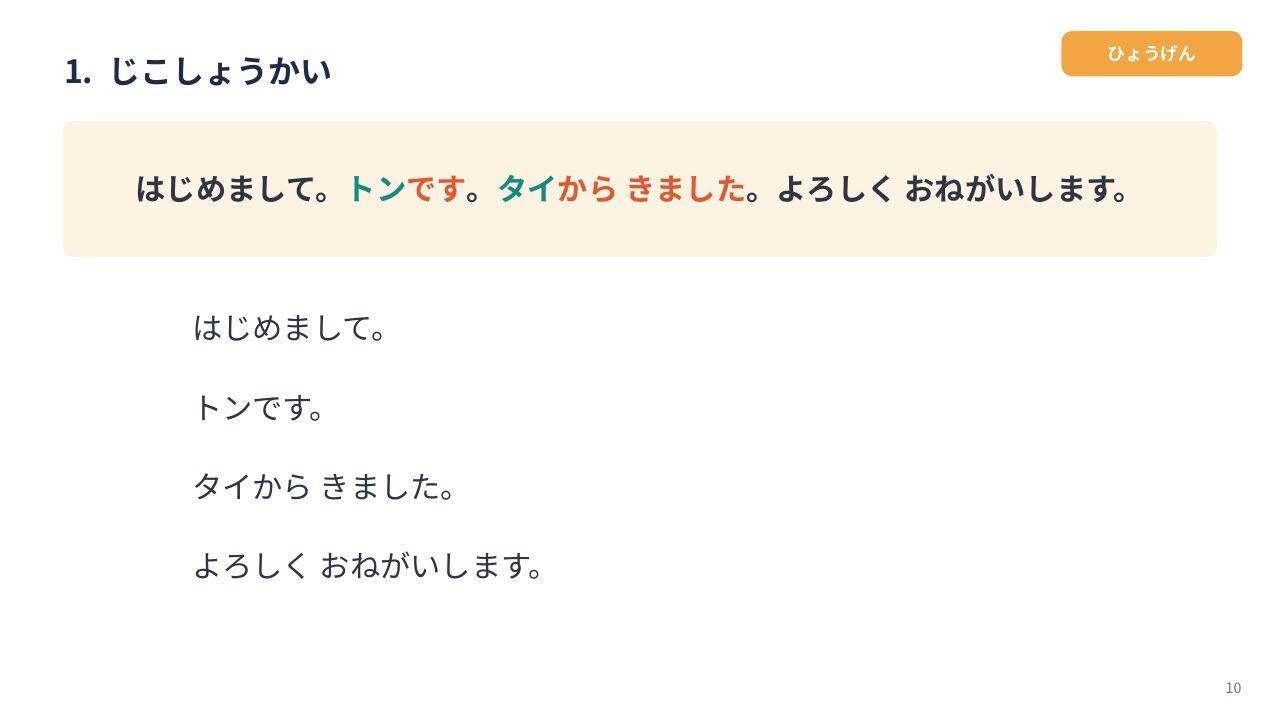 1. じこしょうかい
ひょうげん
はじめまして。トンです。タイから きました。よろしく おねがいします。
はじめまして。
トンです。
タイから きました。
よろしく おねがいします。
10